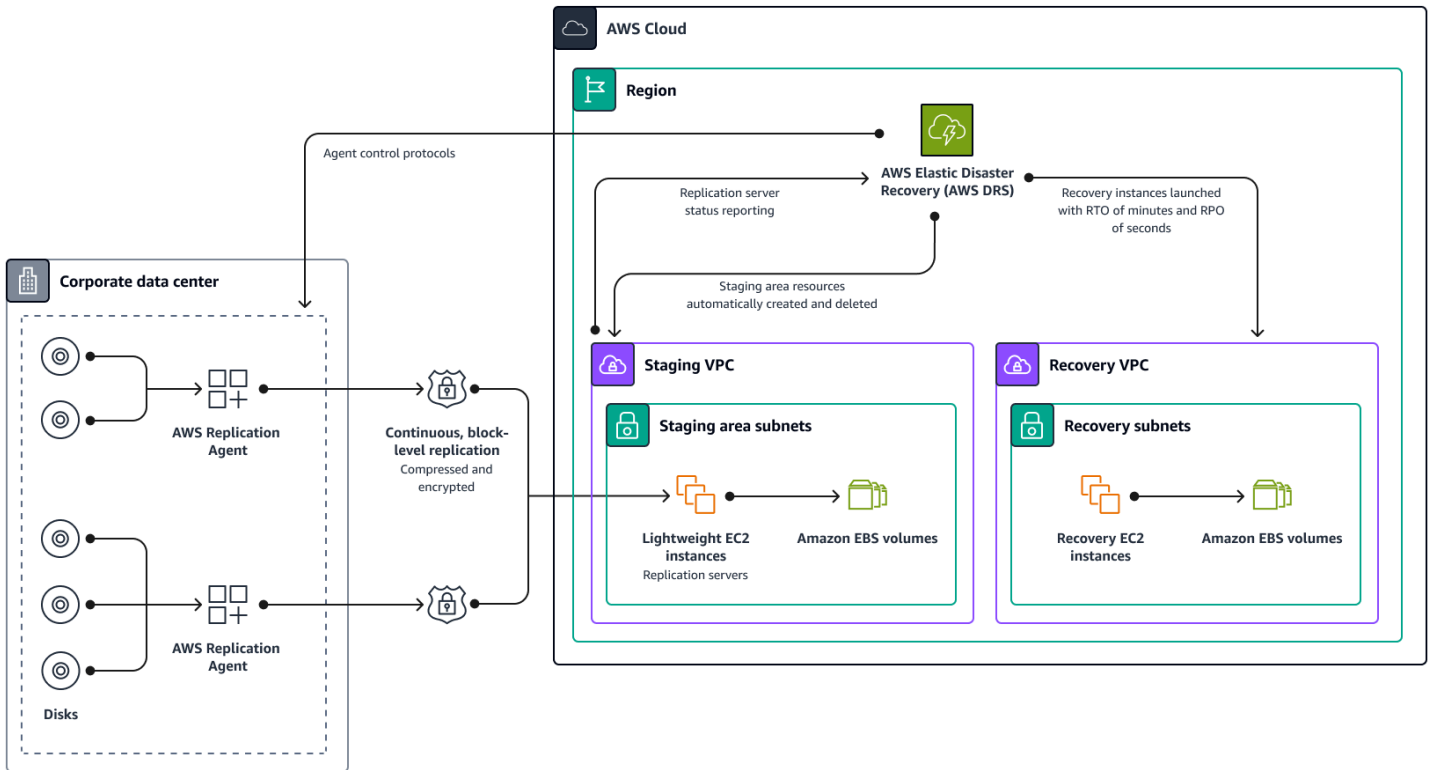 AWS Cloud
Region
Agent control protocols
AWS Elastic Disaster
Recovery (AWS DRS)
Replication server
status reporting
Recovery instances launched
with RTO of minutes and RPO
of seconds
Staging area resources
automatically created and deleted
Corporate data center
AWS Replication
Agent
Continuous, block-
level replication
Compressed and
encrypted
AWS Replication
Agent
Disks
Staging VPC
Staging area subnets
Lightweight EC2
instances
Replication servers
Amazon EBS volumes
Recovery VPC
Recovery subnets
Recovery EC2
instances
Amazon EBS volumes